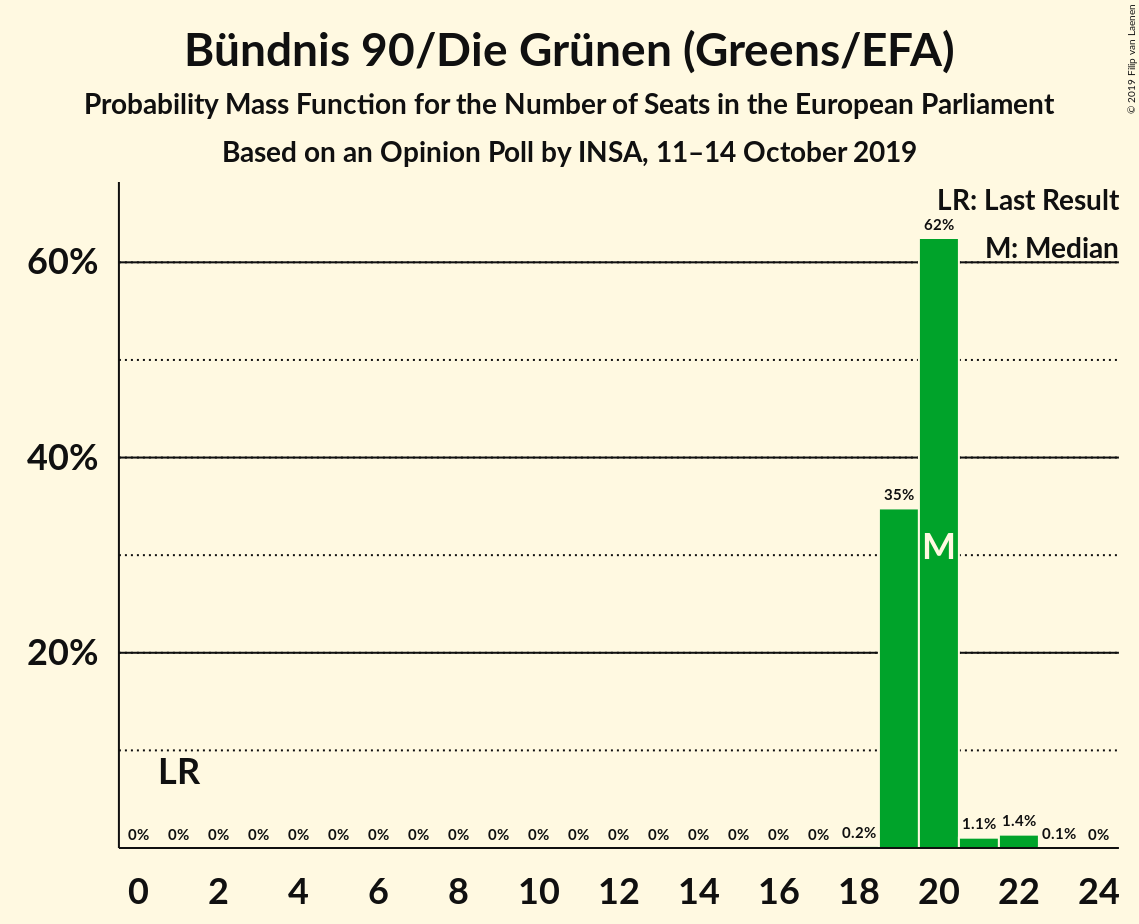 Bündnis 90/Die Grünen (Greens/EFA)
Probability Mass Function for the Number of Seats in the European Parliament
Based on an Opinion Poll by INSA, 11–14 October 2019
© 2019 Filip van Laenen
LR: Last Result
M: Median
60%
40%
20%
62%
35%
M
LR
0% 0% 0% 0% 0% 0% 0% 0% 0% 0% 0% 0% 0% 0% 0% 0% 0% 0% 0.2% 1.1% 1.4% 0.1% 0%
0 2 4 6 8 10 12 14 16 18 20 22 24